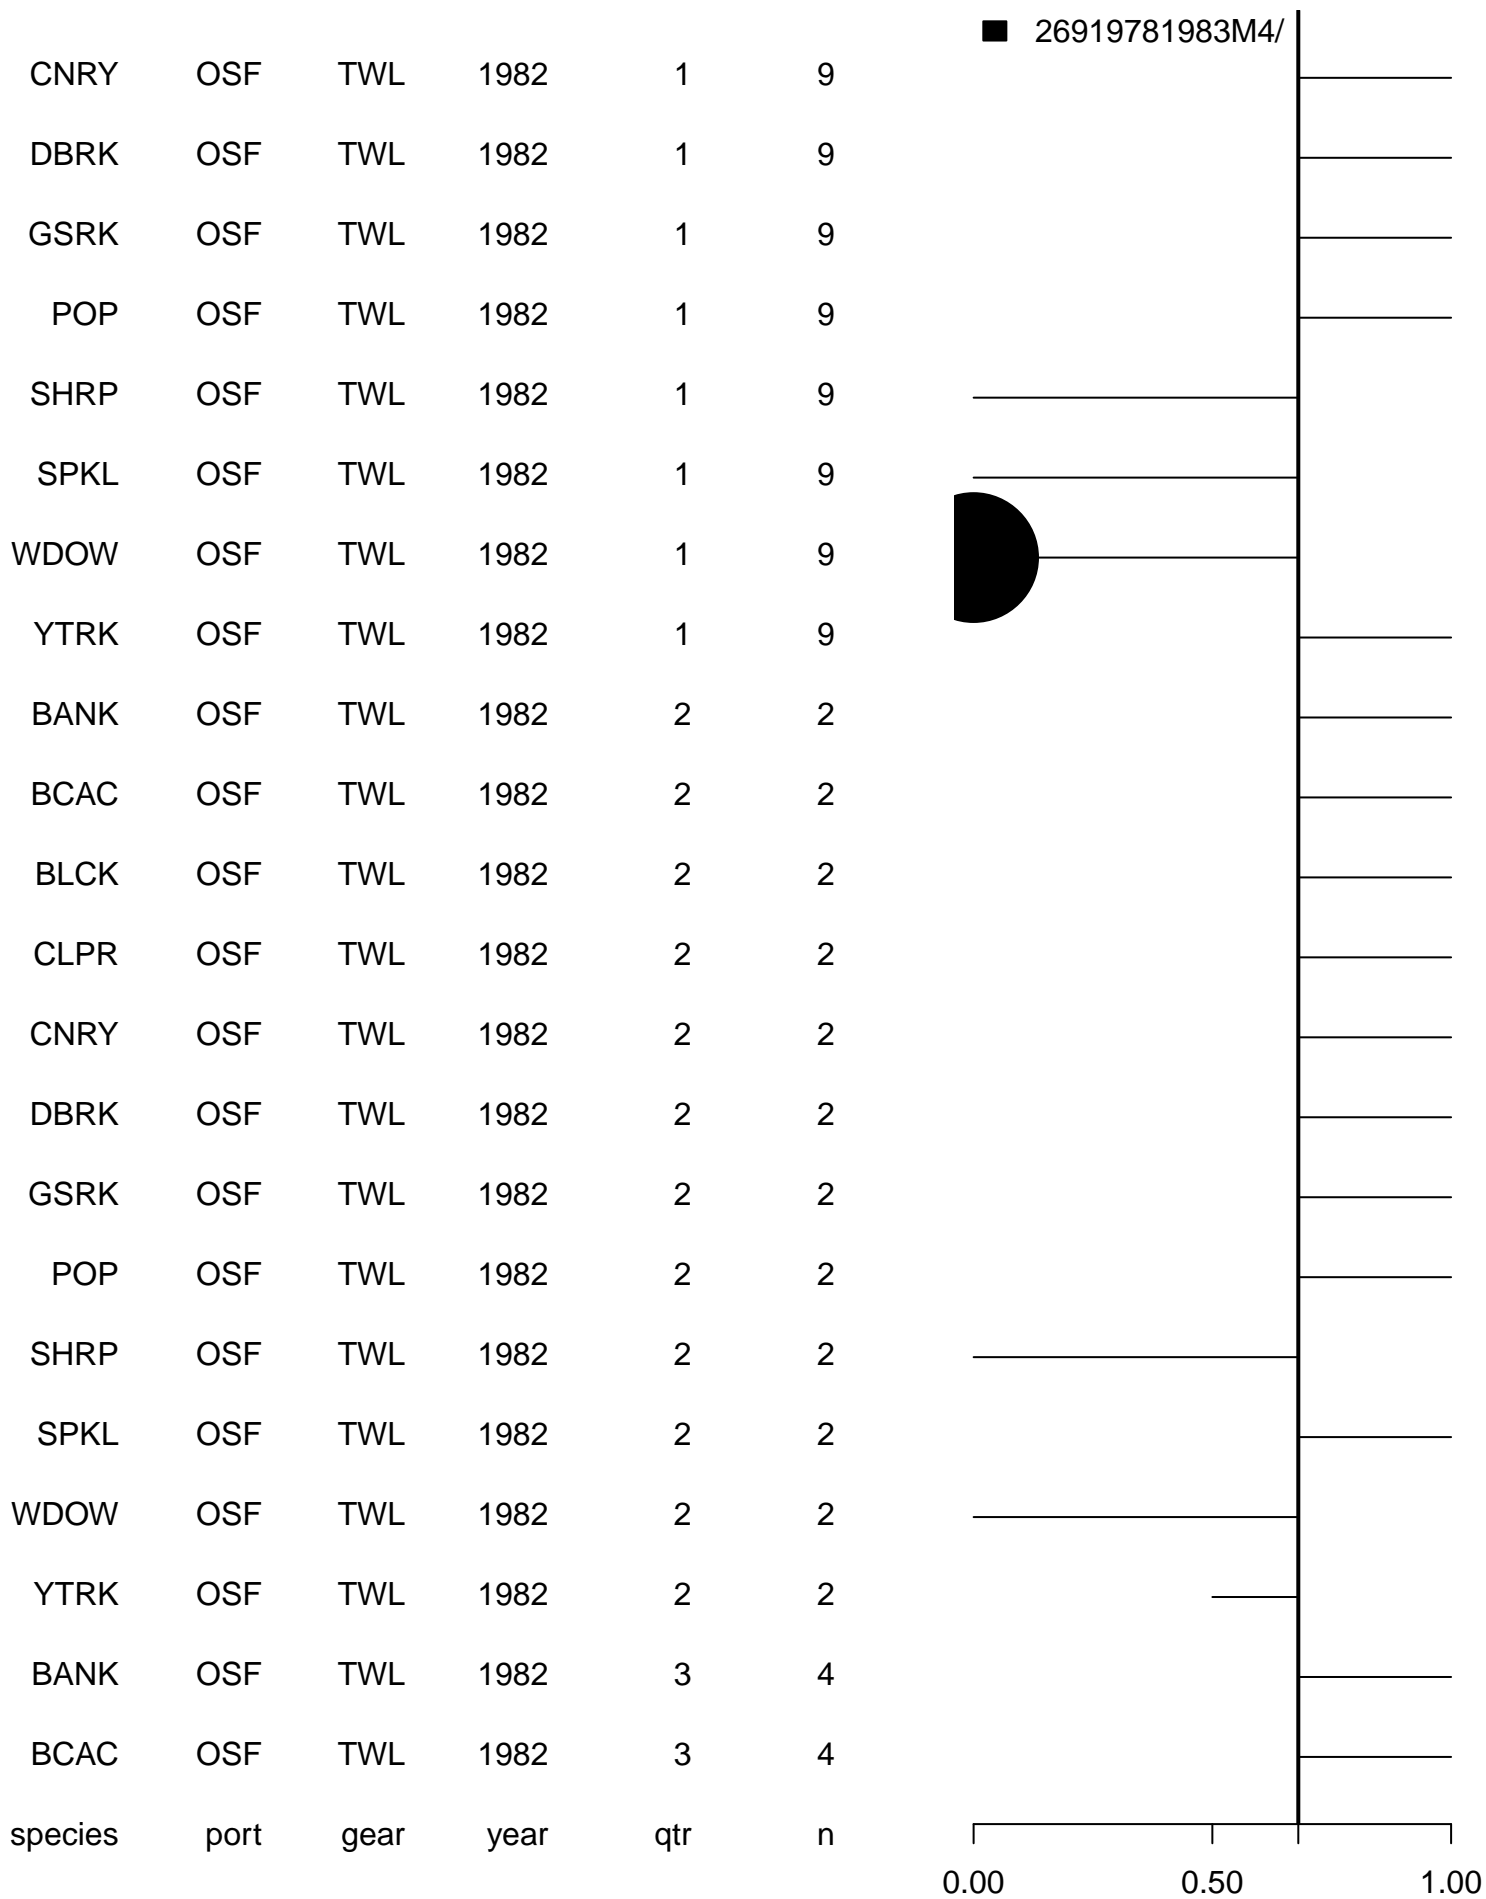 26919781983M4/
CNRY OSF TWL 1982 1 9
DBRK OSF TWL 1982 1 9
GSRK OSF TWL 1982 1 9
POP OSF TWL 1982 1 9
SHRP OSF TWL 1982 1 9
SPKL OSF TWL 1982 1 9
WDOW OSF TWL 1982 1 9
YTRK OSF TWL 1982 1 9
BANK OSF TWL 1982 2 2
BCAC OSF TWL 1982 2 2
BLCK OSF TWL 1982 2 2
CLPR OSF TWL 1982 2 2
CNRY OSF TWL 1982 2 2
DBRK OSF TWL 1982 2 2
GSRK OSF TWL 1982 2 2
POP OSF TWL 1982 2 2
SHRP OSF TWL 1982 2 2
SPKL OSF TWL 1982 2 2
WDOW OSF TWL 1982 2 2
YTRK OSF TWL 1982 2 2
BANK OSF TWL 1982 3 4
BCAC OSF TWL 1982 3 4
species port gear year qtr n
0.00 0.50 1.00